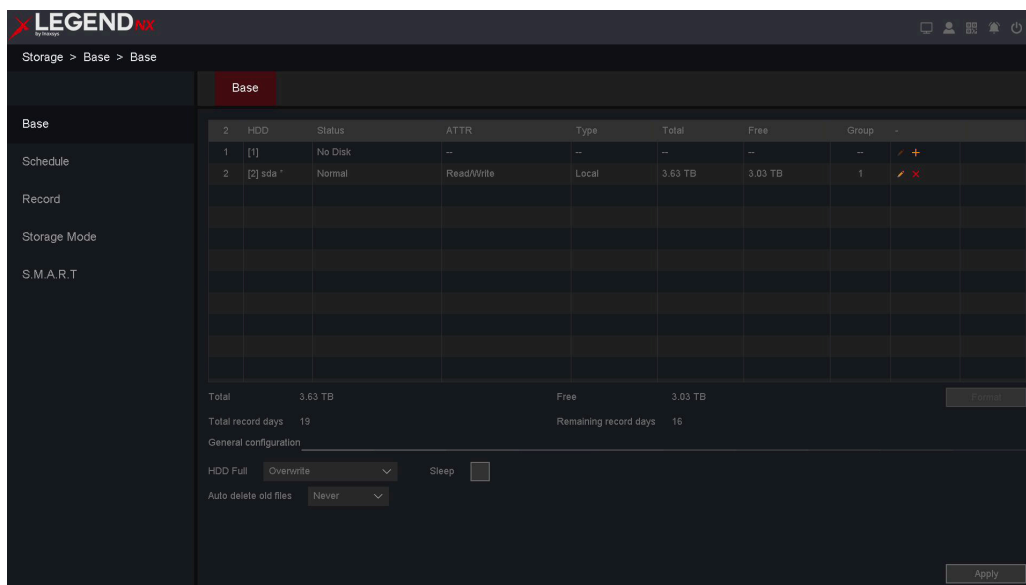 LEGEND NX
by Inaxsys
Storage > Base > Base
Base
Base
Schedule
Record
Storage Mode
S.M.A.R.T
2 HDD Status ATTR Type Total Free Group -
1 [1] No Disk -- -- -- -- --
2 [2] sda * Normal Read/Write Local 3.63 TB 3.03 TB 1
Total 3.63 TB Free 3.03 TB Format
Total record days 19 Remaining record days 16
General configuration
HDD Full Overwrite Sleep
Auto delete old files Never
Apply